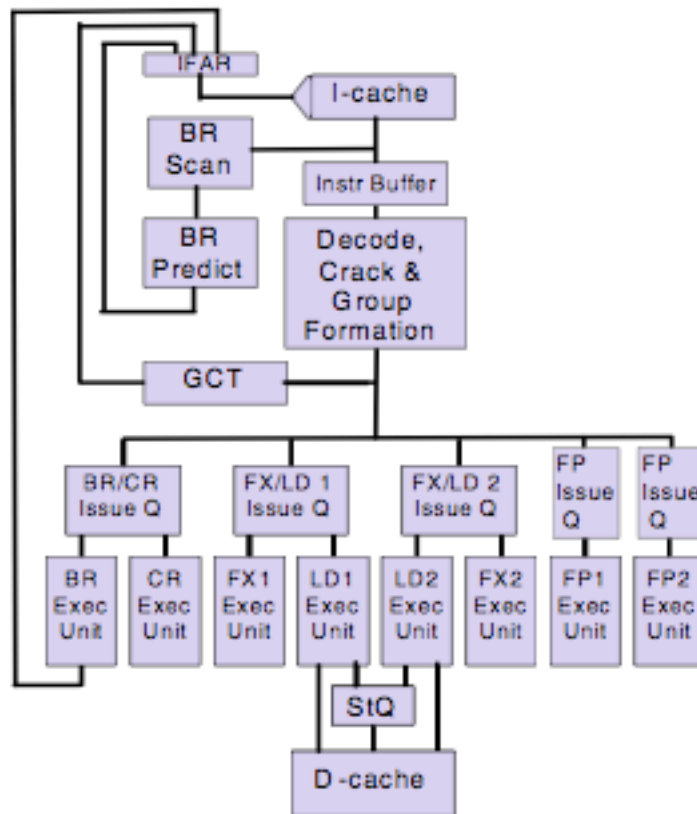 IFAR
I-cache
BR
Scan
Instr Buffer
BR
Predict
Decode,
Crack &
Group
Formation
GCT
BR/CR
Issue Q
FX/LD 1
Issue Q
FX/LD 2
Issue Q
FP
Issue
Q
FP
Issue
Q
BR
Exec
Unit
CR
Exec
Unit
FX1
Exec
Unit
LD1
Exec
Unit
LD2
Exec
Unit
FX2
Exec
Unit
FP1
Exec
Unit
FP2
Exec
Unit
StQ
D-cache